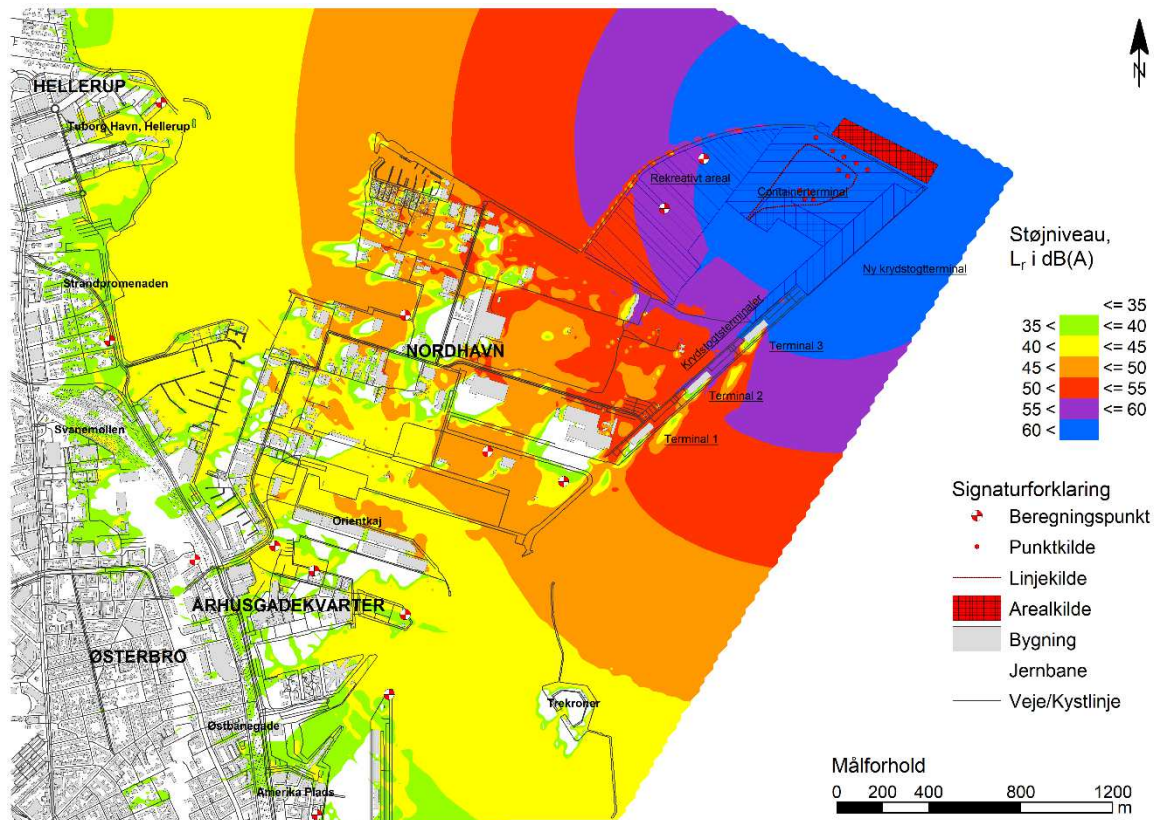 HELLERUP
Tuborg Havn, Hellerup
N
Rekreativt areal
Containerterminal
Ny krydstogtterminal
Strandpromenaden
NORDHAVN
Krydstogtsterminaler
Terminal 3
Terminal 2
Terminal 1
Svanemøllen
Orientkaj
ÅRHUSGADEKVARTER
ØSTERBRO
Trekroner
Østbanegade
Amerika Plads
Støjniveau,
Lr i dB(A)
<= 35
35 < <= 40
40 < <= 45
45 < <= 50
50 < <= 55
55 < <= 60
60 <
Signaturforklaring
Beregningspunkt
Punktkilde
Linjekilde
Arealkilde
Bygning
Jernbane
Veje/Kystlinje
Målforhold
0 200 400 800 1200
m